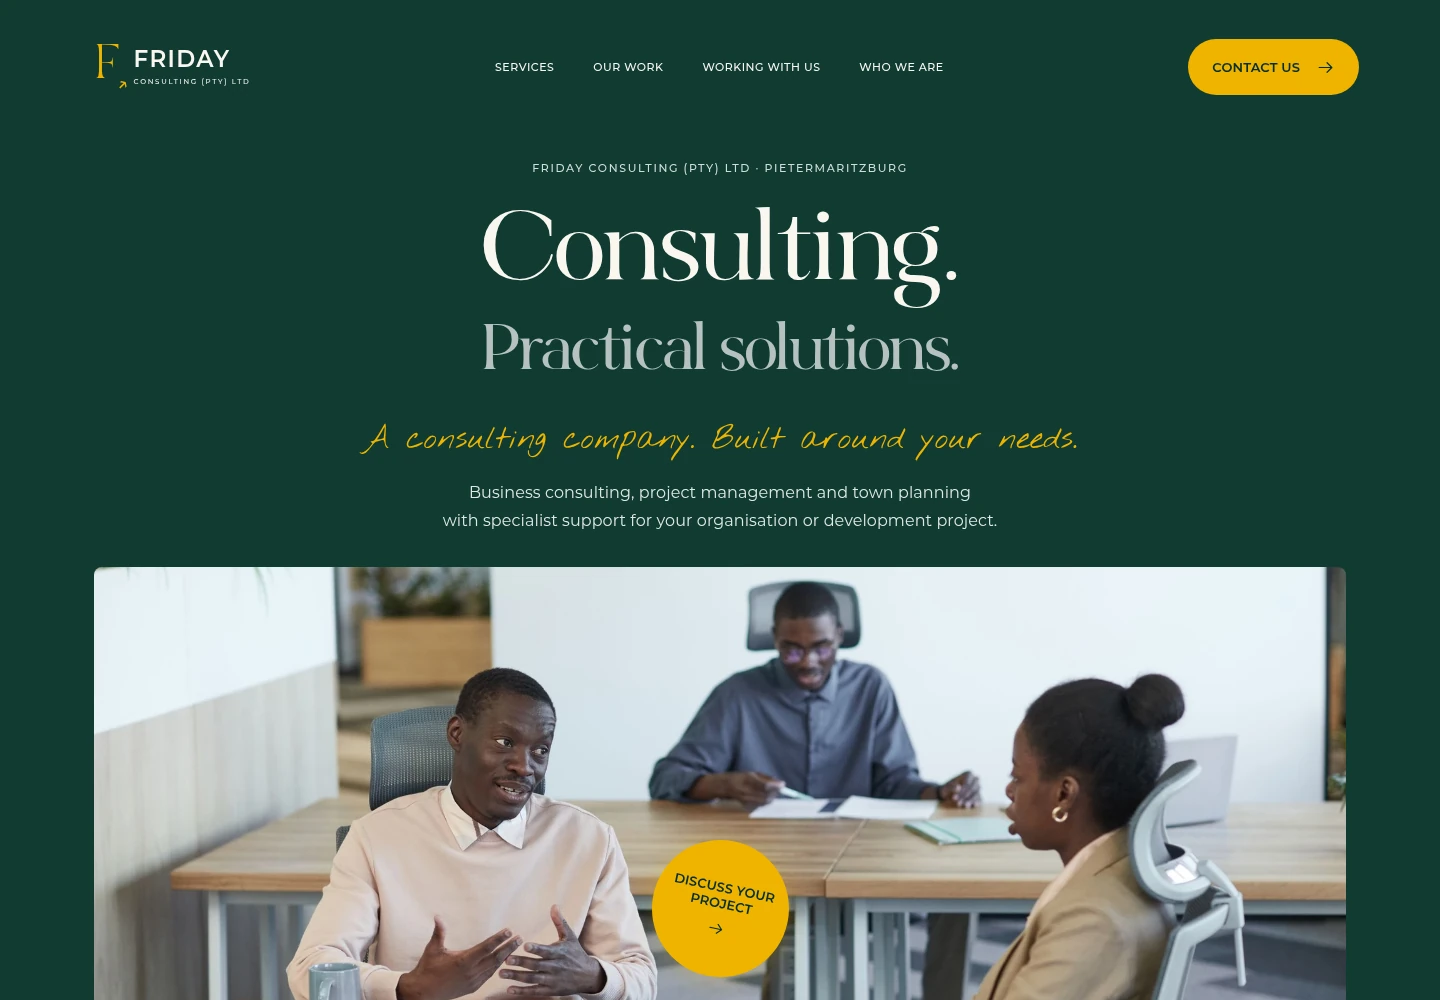 F FRIDAY
CONSULTING (PTY) LTD
SERVICES OUR WORK WORKING WITH US WHO WE ARE
CONTACT US →
FRIDAY CONSULTING (PTY) LTD · PIETERMARITZBURG
Consulting.
Practical solutions.
A consulting company. Built around your needs.
Business consulting, project management and town planning
with specialist support for your organisation or development project.
DISCUSS YOUR
PROJECT
→